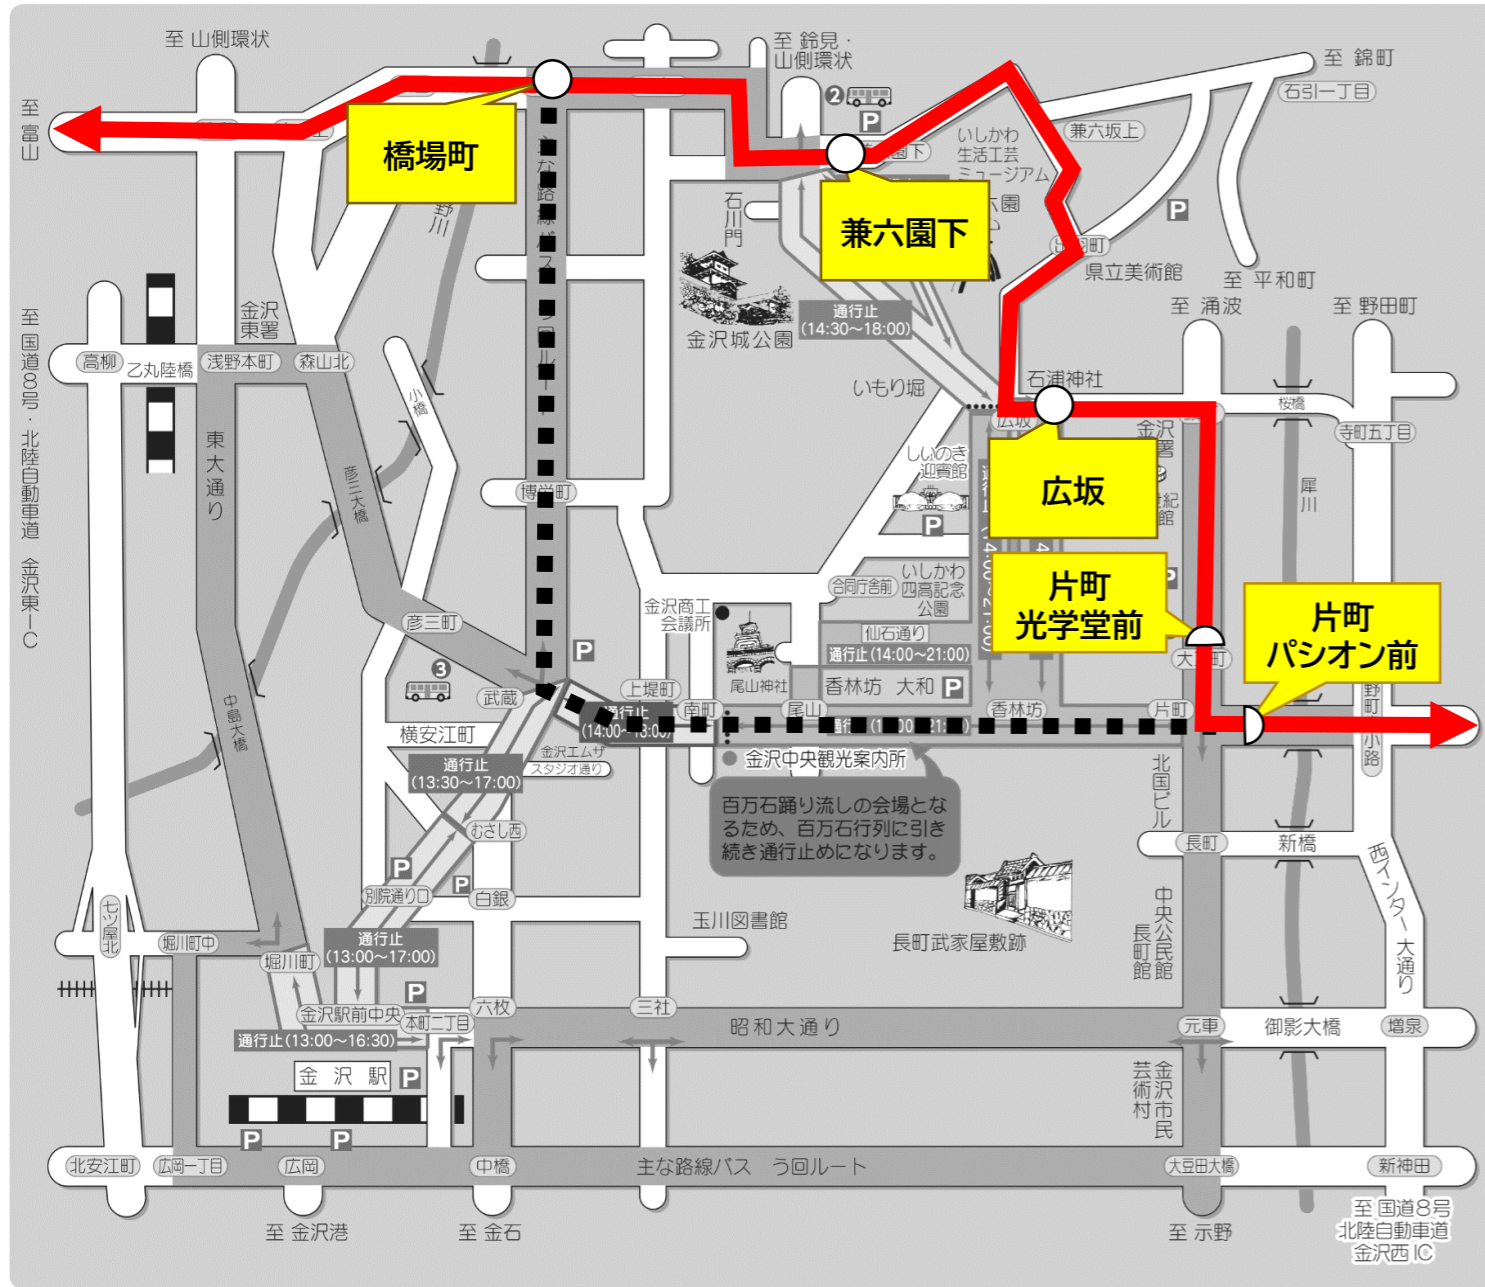 至 山側環状
至 鈴見・
山側環状
至 錦町
石引一丁目
至 富山
❷
P
兼六坂上
いしかわ
生活工芸
ミュージアム
橋場町
兼六園下
石川門
P
県立美術館
至 平和町
至 涌波
至 野田町
通行止
(14:30～18:00)
金沢城公園
金沢
東署
至 国道8号・北陸自動車道 金沢東IC
高柳
乙丸陸橋
浅野本町
森山北
小橋
いもり堀
石浦神社
広坂
桜橋
寺町五丁目
東大通り
彦三大橋
しいのき
迎賓館
P
広坂
犀川
博労町
合同庁舎前
いしかわ
四高記念
公園
片町
光学堂前
片町
パシオン前
金沢商工
会議所
彦三町
仙石通り
通行止(14:00～21:00)
尾山神社
香林坊 大和 P
❸
P
武蔵
上堤町
南町
尾山
香林坊
片町
中島大橋
横安江町
金沢エムザ
スタジオ通り
金沢中央観光案内所
通行止
(13:30～17:00)
百万石踊り流しの会場とな
るため、百万石行列に引き
続き通行止めになります。
北国ビル
むさし西
長町
新橋
西インター大通り
P
別院通り口
P
白銀
玉川図書館
長町武家屋敷跡
中央公民館
長町館
七ツ屋北
堀川町中
堀川町
通行止
(13:00～17:00)
P
金沢駅前中央
本町二丁目
六枚
三社
昭和大通り
元車
御影大橋
増泉
通行止(13:00～16:30)
金沢駅
P
金沢市民
芸術村
P
P
北安江町
広岡一丁目
広岡
中橋
主な路線バス う回ルート
大豆田大橋
新神田
至 金沢港
至 金石
至 示野
至 国道8号
北陸自動車道
金沢西IC